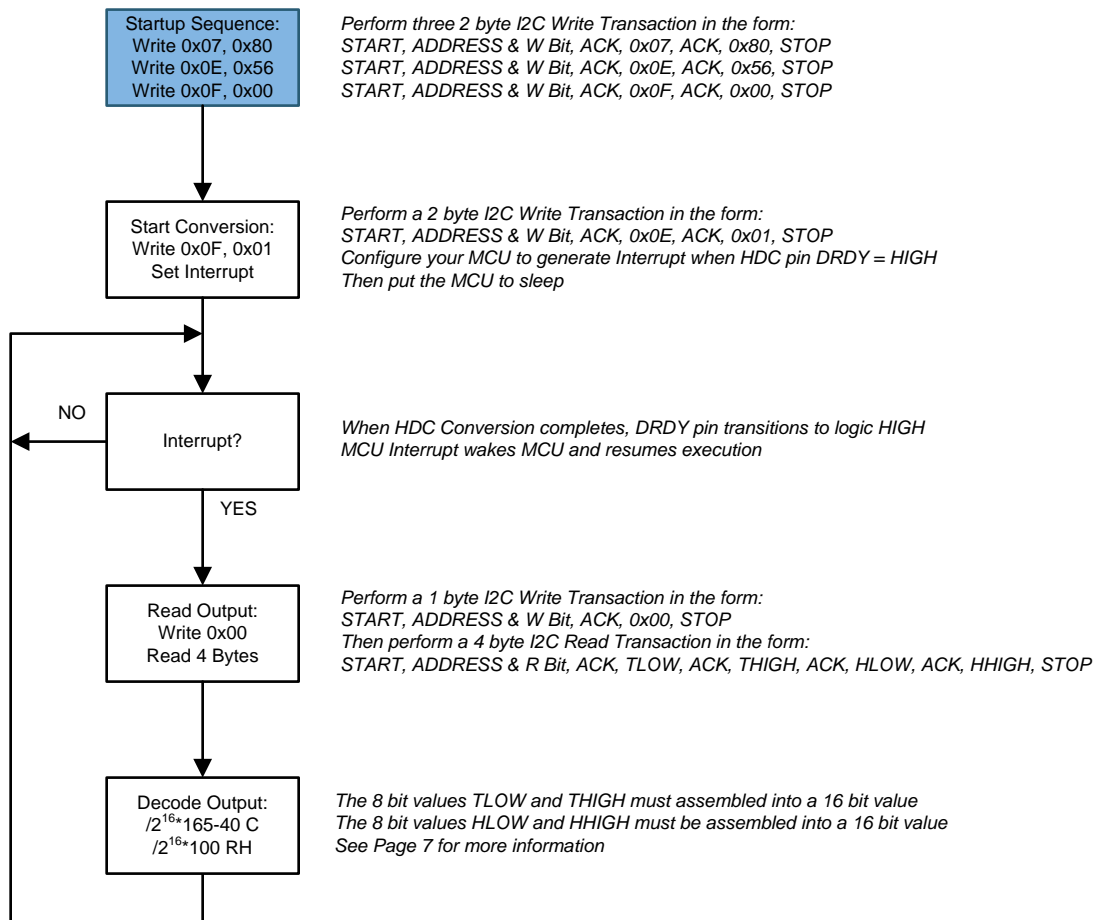 Startup Sequence:
Write 0x07, 0x80
Write 0x0E, 0x56
Write 0x0F, 0x00
Perform three 2 byte I2C Write Transaction in the form:
START, ADDRESS & W Bit, ACK, 0x07, ACK, 0x80, STOP
START, ADDRESS & W Bit, ACK, 0x0E, ACK, 0x56, STOP
START, ADDRESS & W Bit, ACK, 0x0F, ACK, 0x00, STOP
Start Conversion:
Write 0x0F, 0x01
Set Interrupt
Perform a 2 byte I2C Write Transaction in the form:
START, ADDRESS & W Bit, ACK, 0x0E, ACK, 0x01, STOP
Configure your MCU to generate Interrupt when HDC pin DRDY = HIGH
Then put the MCU to sleep
NO
Interrupt?
When HDC Conversion completes, DRDY pin transitions to logic HIGH
MCU Interrupt wakes MCU and resumes execution
YES
Read Output:
Write 0x00
Read 4 Bytes
Perform a 1 byte I2C Write Transaction in the form:
START, ADDRESS & W Bit, ACK, 0x00, STOP
Then perform a 4 byte I2C Read Transaction in the form:
START, ADDRESS & R Bit, ACK, TLOW, ACK, THIGH, ACK, HLOW, ACK, HHIGH, STOP
Decode Output:
/2^16*165-40 C
/2^16*100 RH
The 8 bit values TLOW and THIGH must assembled into a 16 bit value
The 8 bit values HLOW and HHIGH must be assembled into a 16 bit value
See Page 7 for more information